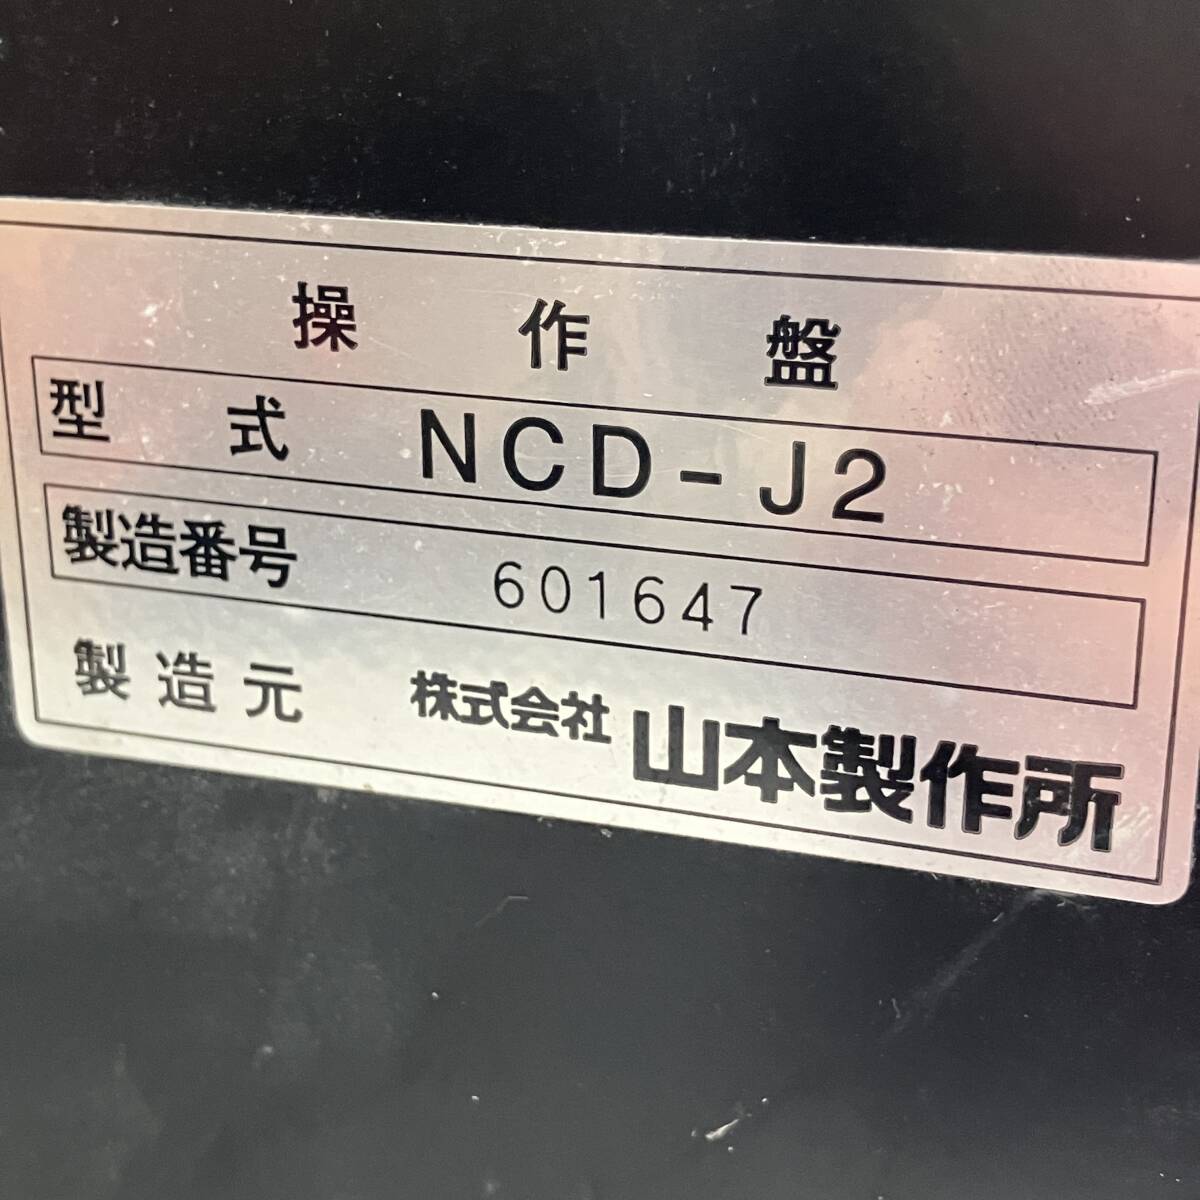 操作盤
型式 NCD-J2
製造番号 601647
製造元 株式会社 山本製作所